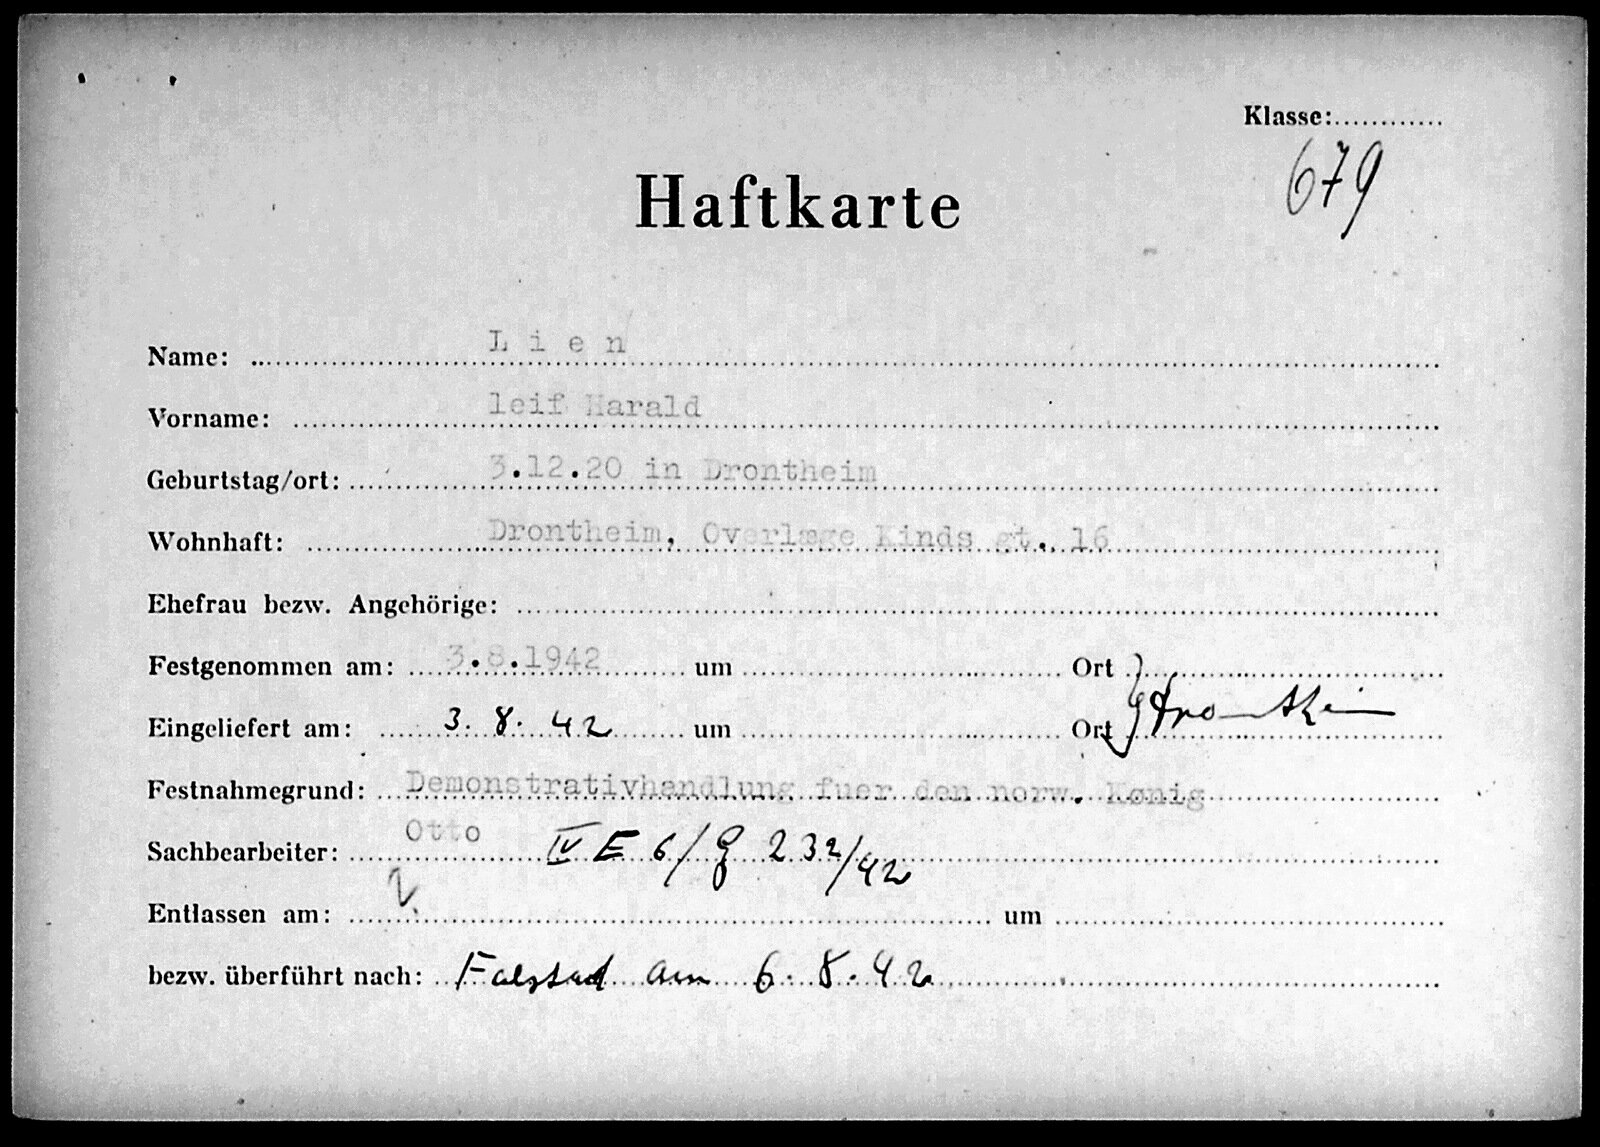 Klasse:............
679
Haftkarte
Name: L i e n
Vorname: leif Harald
Geburtstag/ort: 3.12.20 in Drontheim
Wohnhaft: Drontheim, Overlæge Kinds gt. 16
Ehefrau bezw. Angehörige:
Festgenommen am: 3.8.1942 um Ort
Eingeliefert am: 3. 8. 42 um Ort Drontheim
Festnahmegrund: Demonstrativhandlung fuer den norw. Kønig
Sachbearbeiter: Otto IV E 6/g 232/42
Entlassen am: um
bezw. überführt nach: Falstad am 6. 8. 42